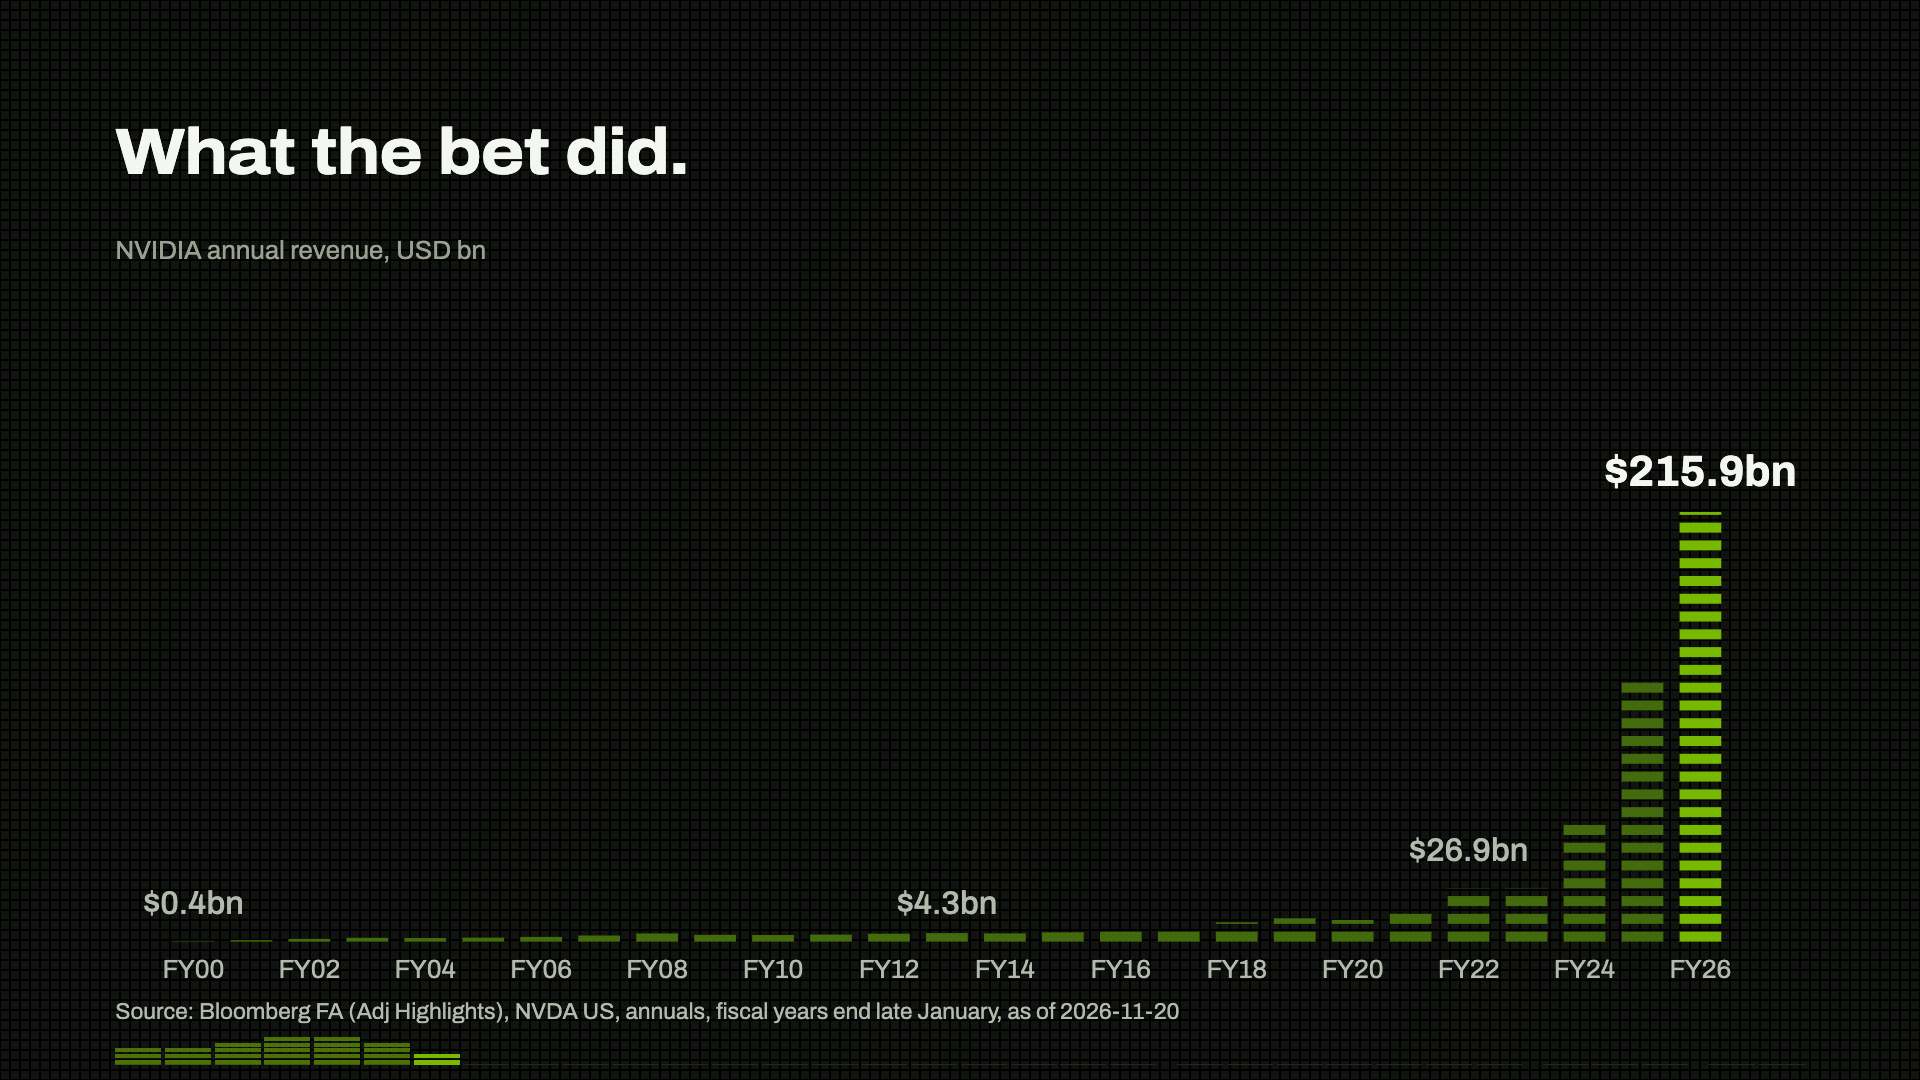 What the bet did.
NVIDIA annual revenue, USD bn
$215.9bn
$26.9bn
$0.4bn
$4.3bn
FY00 FY02 FY04 FY06 FY08 FY10 FY12 FY14 FY16 FY18 FY20 FY22 FY24 FY26
Source: Bloomberg FA (Adj Highlights), NVDA US, annuals, fiscal years end late January, as of 2026-11-20